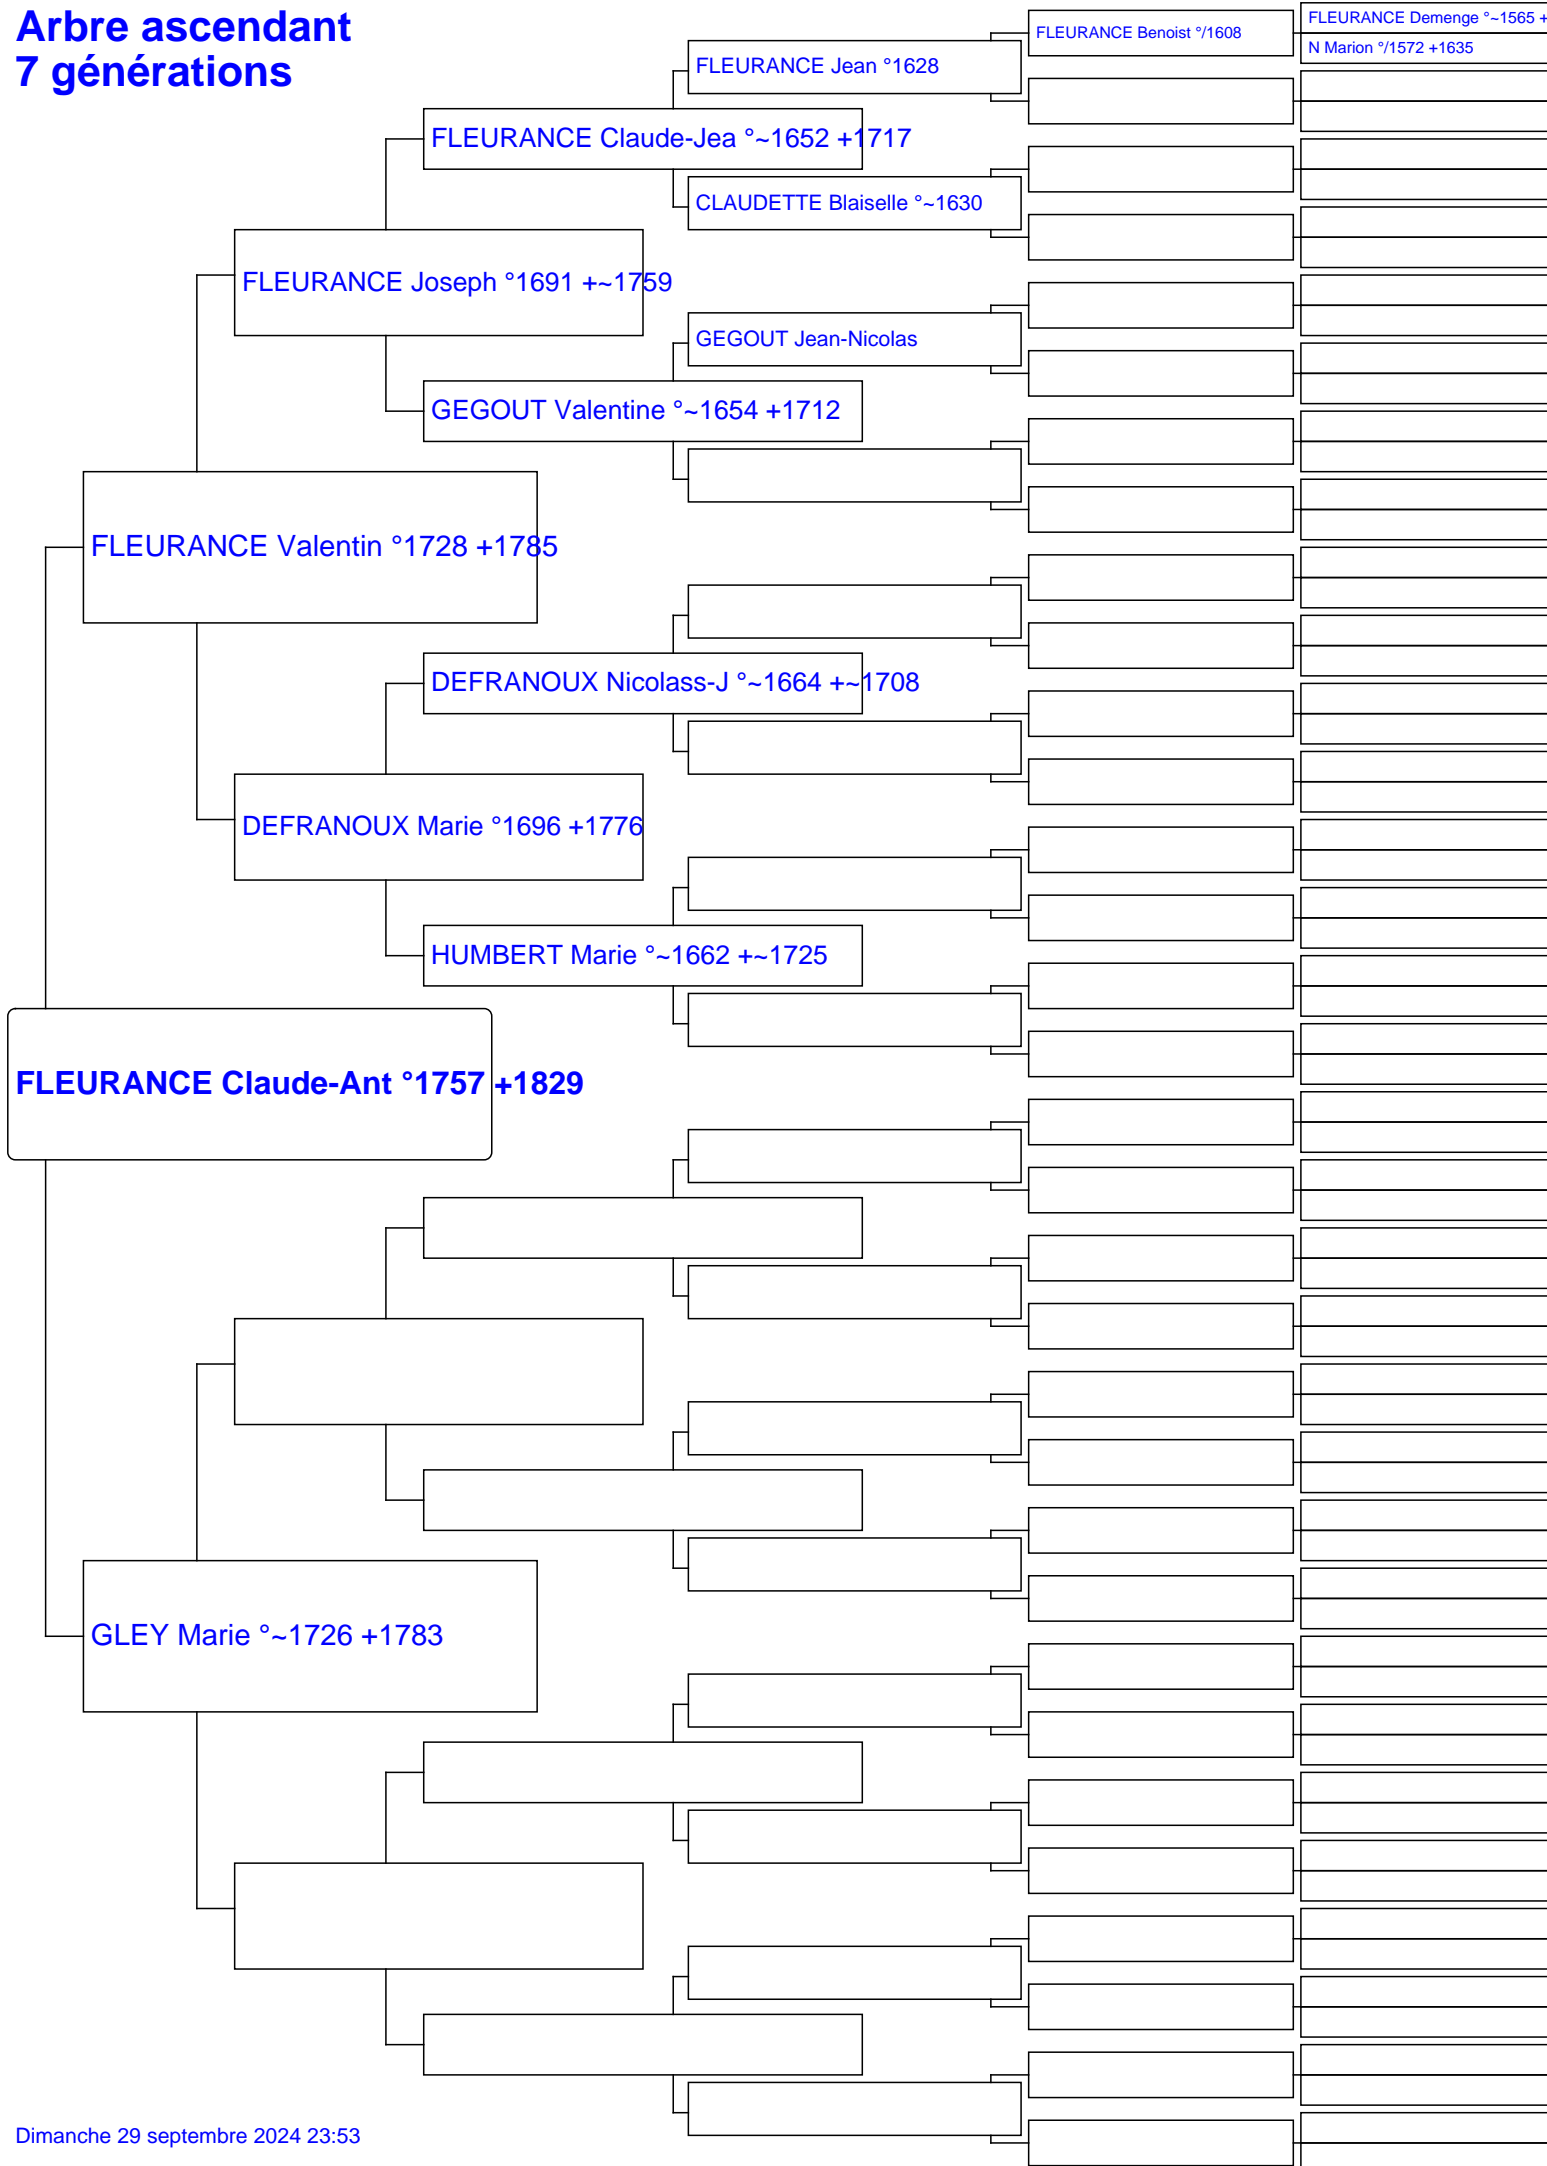 Arbre ascendant
7 générations
FLEURANCE Benoist °/1608
FLEURANCE Demenge °~1565 +
N Marion °/1572 +1635
FLEURANCE Jean °1628
FLEURANCE Claude-Jea °~1652 +1717
CLAUDETTE Blaiselle °~1630
FLEURANCE Joseph °1691 +~1759
GEGOUT Jean-Nicolas
GEGOUT Valentine °~1654 +1712
FLEURANCE Valentin °1728 +1785
DEFRANOUX Nicolass-J °~1664 +~1708
DEFRANOUX Marie °1696 +1776
HUMBERT Marie °~1662 +~1725
FLEURANCE Claude-Ant °1757 +1829
GLEY Marie °~1726 +1783
Dimanche 29 septembre 2024 23:53